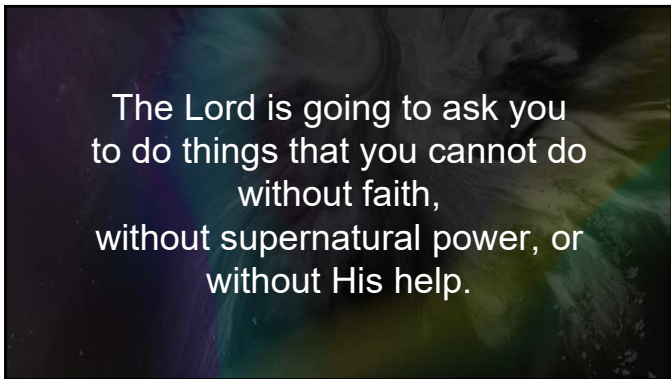 The Lord is going to ask you
to do things that you cannot do
without faith,
without supernatural power, or
without His help.